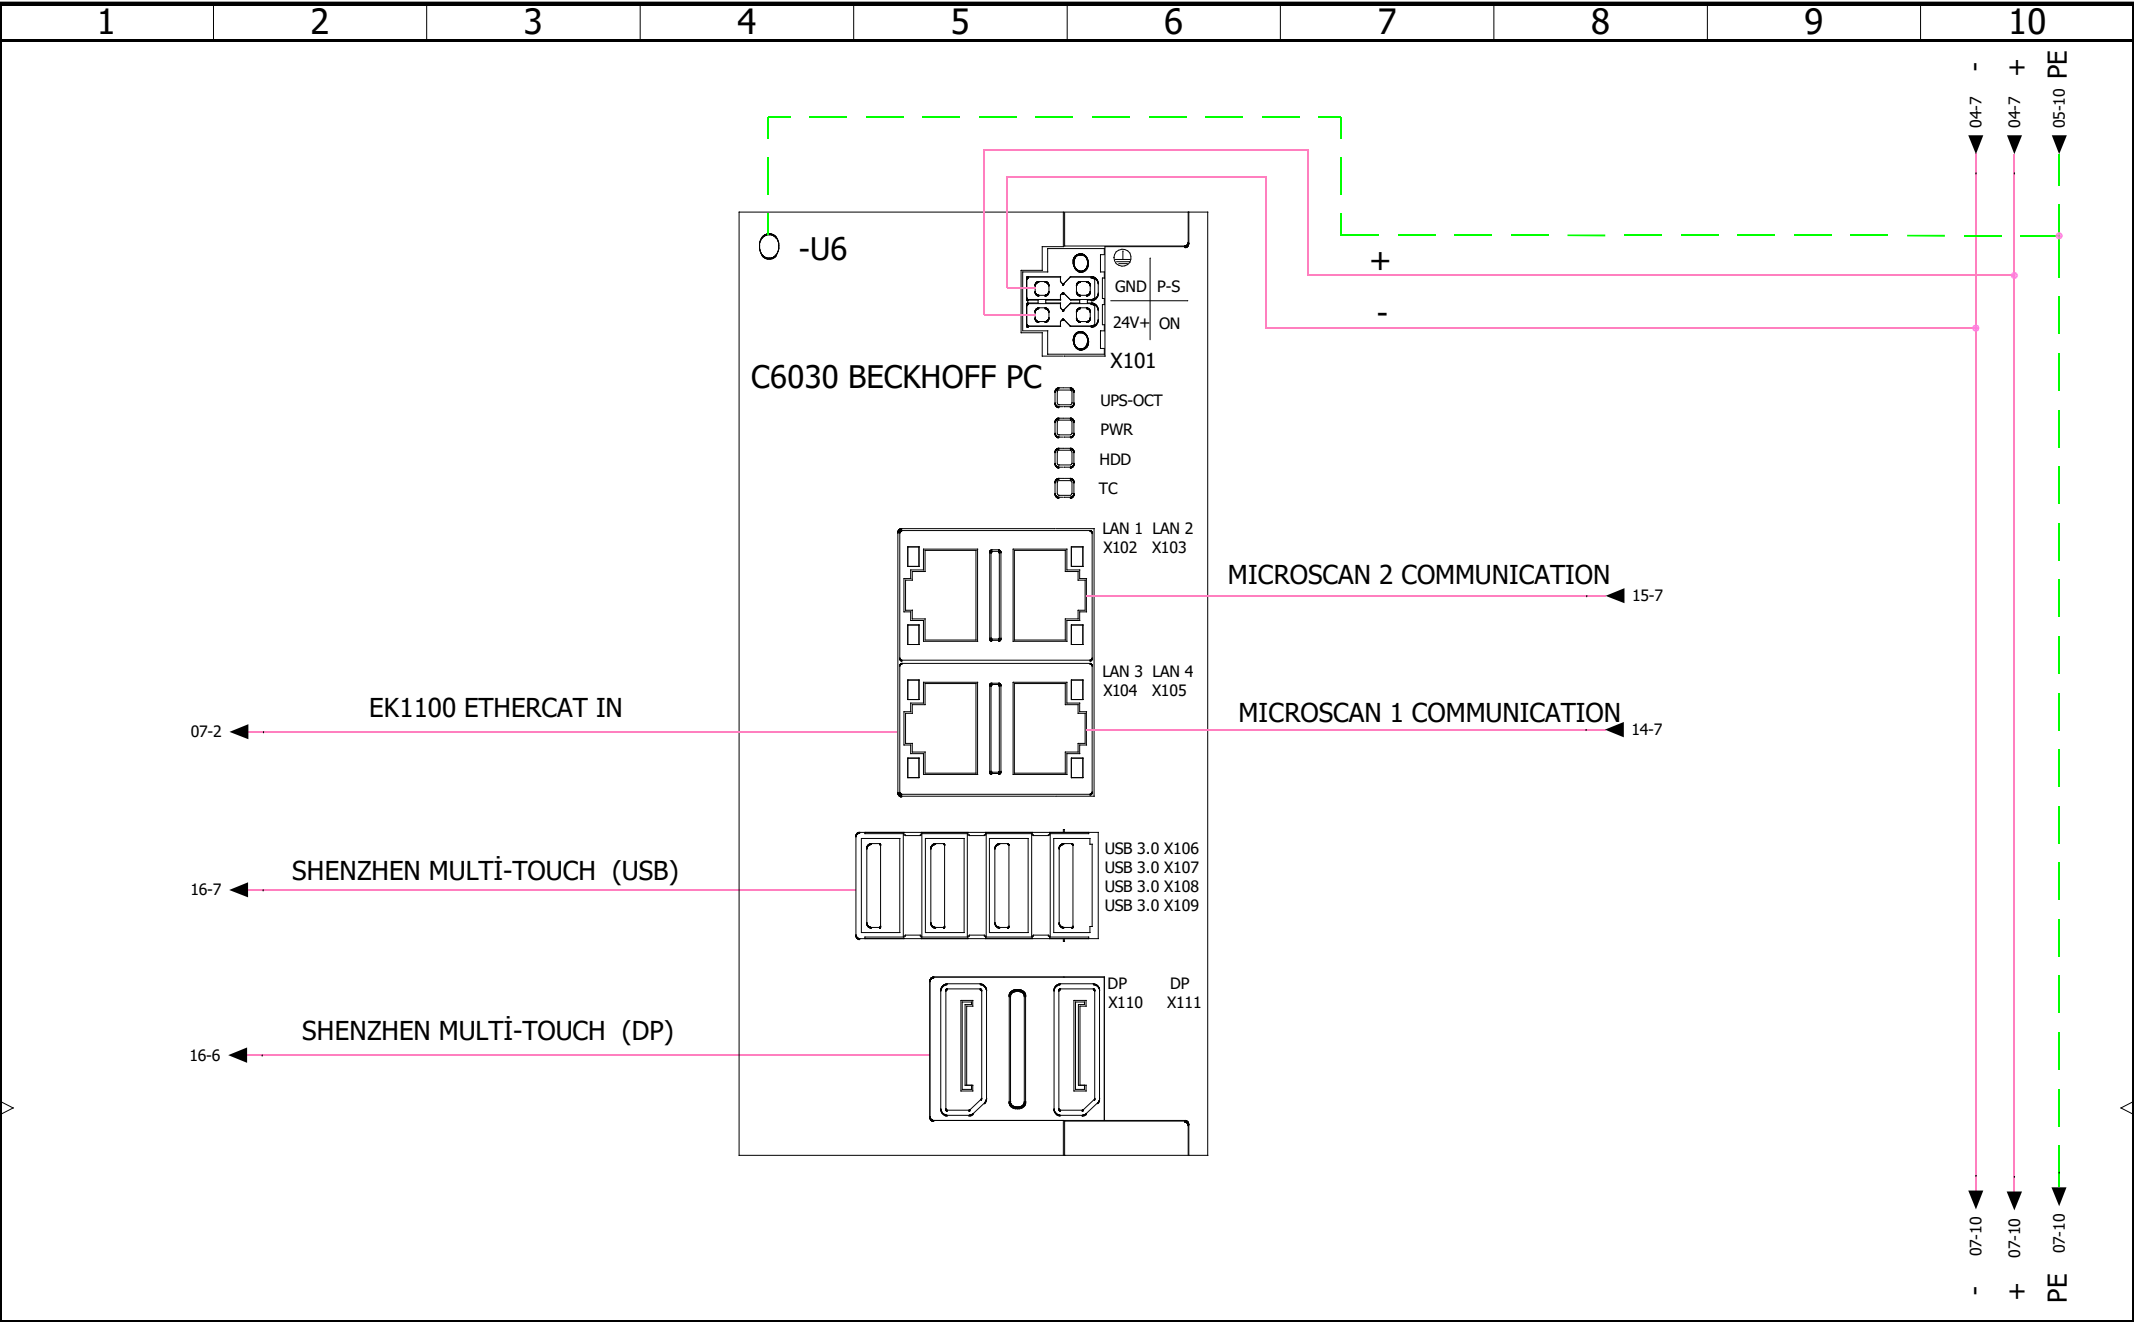 1 2 3 4 5 6 7 8 9 10
- + PE
04-7 04-7 05-10
-U6
GND P-S
24V+ ON
X101
+
-
C6030 BECKHOFF PC
UPS-OCT
PWR
HDD
TC
LAN 1 LAN 2
X102 X103
MICROSCAN 2 COMMUNICATION
15-7
LAN 3 LAN 4
X104 X105
EK1100 ETHERCAT IN
07-2
MICROSCAN 1 COMMUNICATION
14-7
USB 3.0 X106
USB 3.0 X107
USB 3.0 X108
USB 3.0 X109
SHENZHEN MULTİ-TOUCH (USB)
16-7
DP DP
X110 X111
SHENZHEN MULTİ-TOUCH (DP)
16-6
07-10 07-10 07-10
- + PE